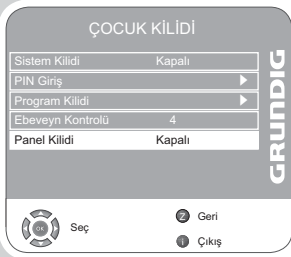 ÇOCUK KİLİDİ
Sistem Kilidi Kapalı
PIN Giriş
Program Kilidi
Ebeveyn Kontrolü 4
Panel Kilidi Kapalı
GRUNDIG
OK Seç
Z Geri
i Çıkış